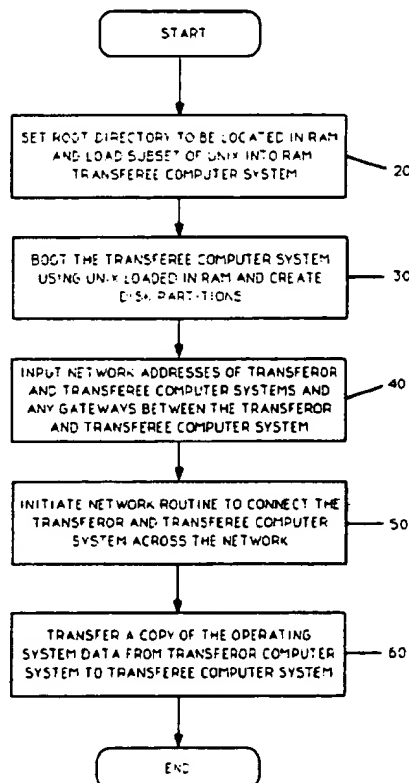 START
SET ROOT DIRECTORY TO BE LOCATED IN RAM
AND LOAD SUBSET OF UNIX INTO RAM
TRANSFEREE COMPUTER SYSTEM
20
BOOT THE TRANSFEREE COMPUTER SYSTEM
USING UNIX LOADED IN RAM AND CREATE
DISK PARTITIONS
30
INPUT NETWORK ADDRESSES OF TRANSFEROR
AND TRANSFEREE COMPUTER SYSTEMS AND
ANY GATEWAYS BETWEEN THE TRANSFEROR
AND TRANSFEREE COMPUTER SYSTEM
40
INITIATE NETWORK ROUTINE TO CONNECT THE
TRANSFEROR AND TRANSFEREE COMPUTER
SYSTEM ACROSS THE NETWORK
50
TRANSFER A COPY OF THE OPERATING
SYSTEM DATA FROM TRANSFEROR COMPUTER
SYSTEM TO TRANSFEREE COMPUTER SYSTEM
60
END